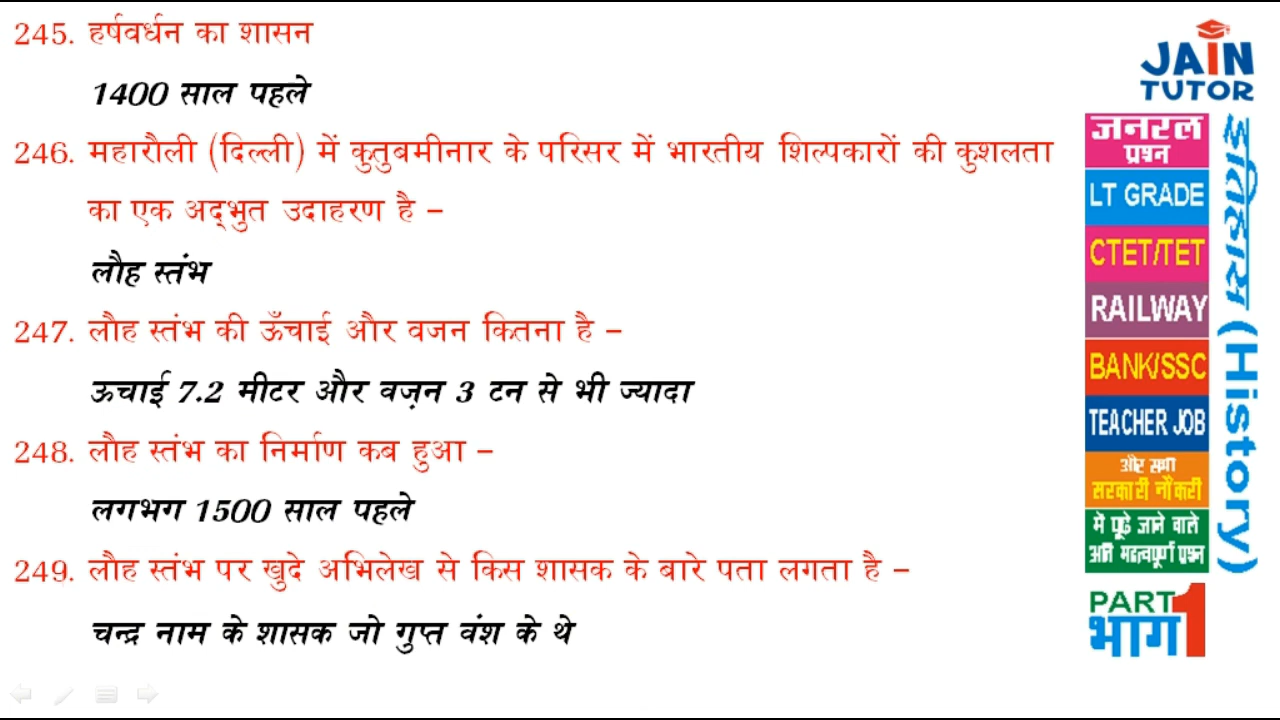 245. हर्षवर्धन का शासन
1400 साल पहले
246. महारौली (दिल्ली) में कुतुबमीनार के परिसर में भारतीय शिल्पकारों की कुशलता
का एक अद्भुत उदाहरण है –
लौह स्तंभ
247. लौह स्तंभ की ऊँचाई और वजन कितना है –
ऊचाई 7.2 मीटर और वज़न 3 टन से भी ज्यादा
248. लौह स्तंभ का निर्माण कब हुआ –
लगभग 1500 साल पहले
249. लौह स्तंभ पर खुदे अभिलेख से किस शासक के बारे पता लगता है –
चन्द्र नाम के शासक जो गुप्त वंश के थे
JAIN
TUTOR
जनरल
प्रश्न
LT GRADE
CTET/TET
RAILWAY
BANK/SSC
TEACHER JOB
और सभी
सरकारी नौकरी
में पूछे जाने वाले
अति महत्वपूर्ण प्रश्न
इतिहास (History)
PART 1
भाग